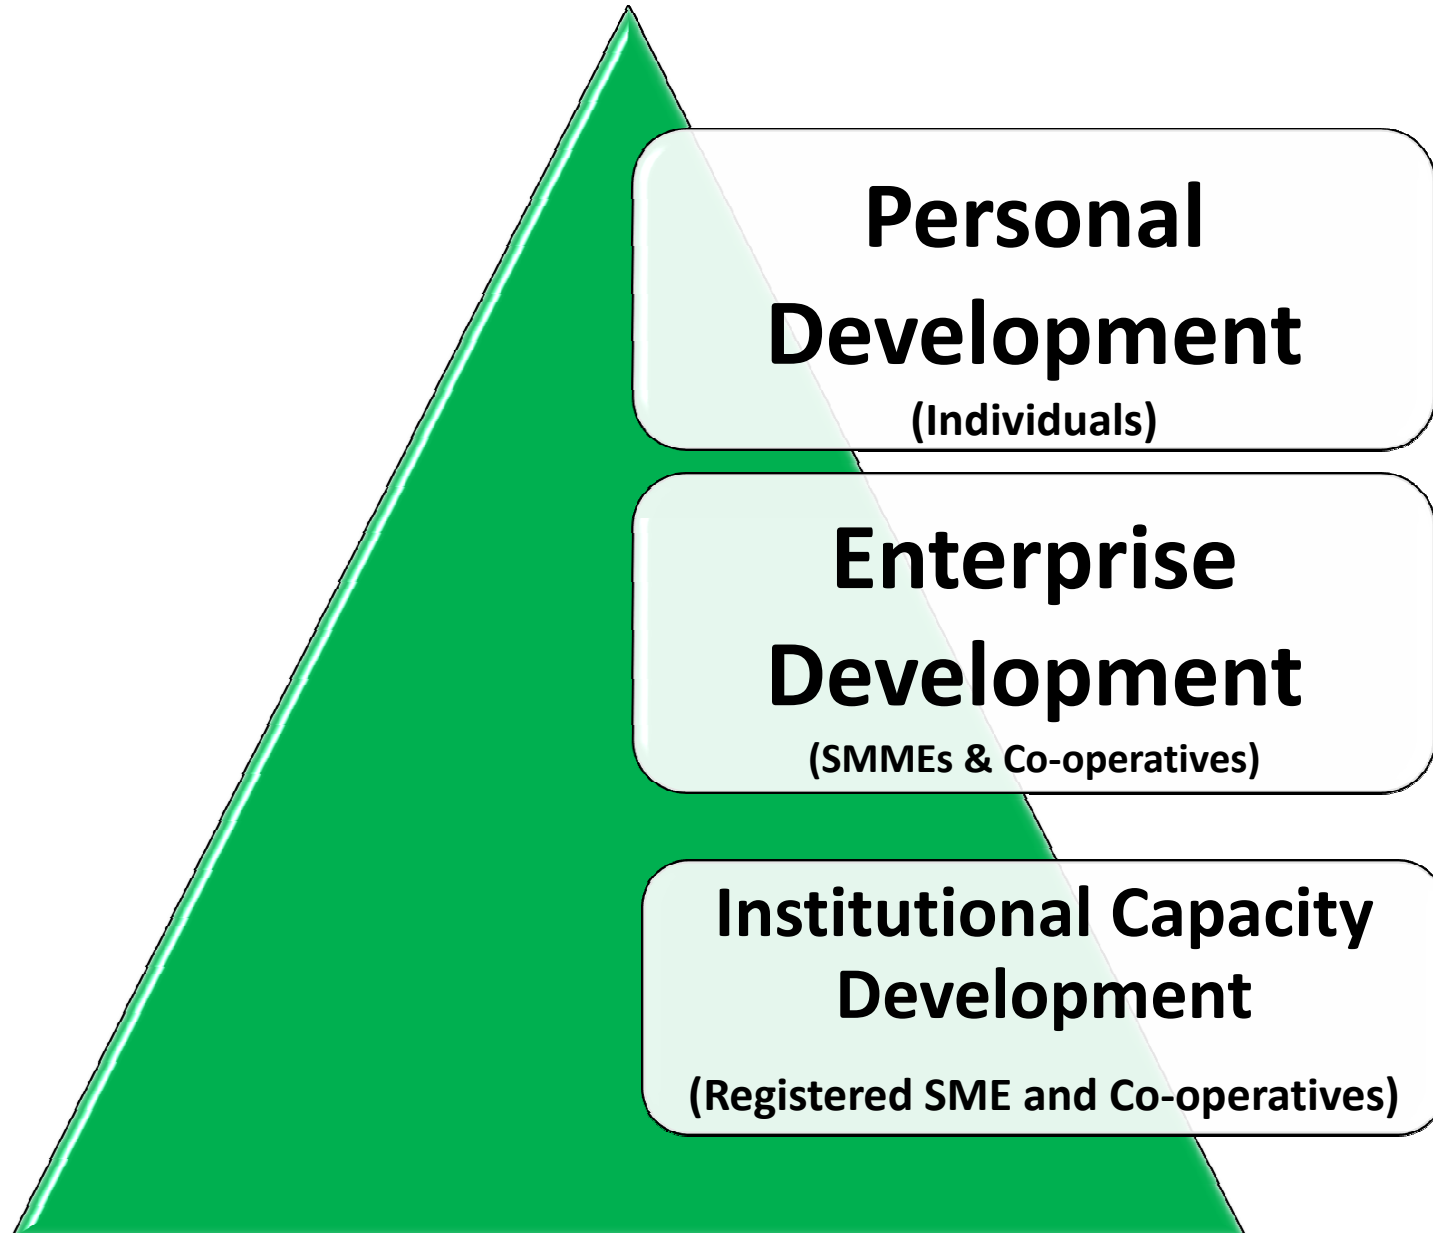 Personal
Development
(Individuals)
Enterprise
Development
(SMMEs & Co-operatives)
Institutional Capacity
Development
(Registered SME and Co-operatives)